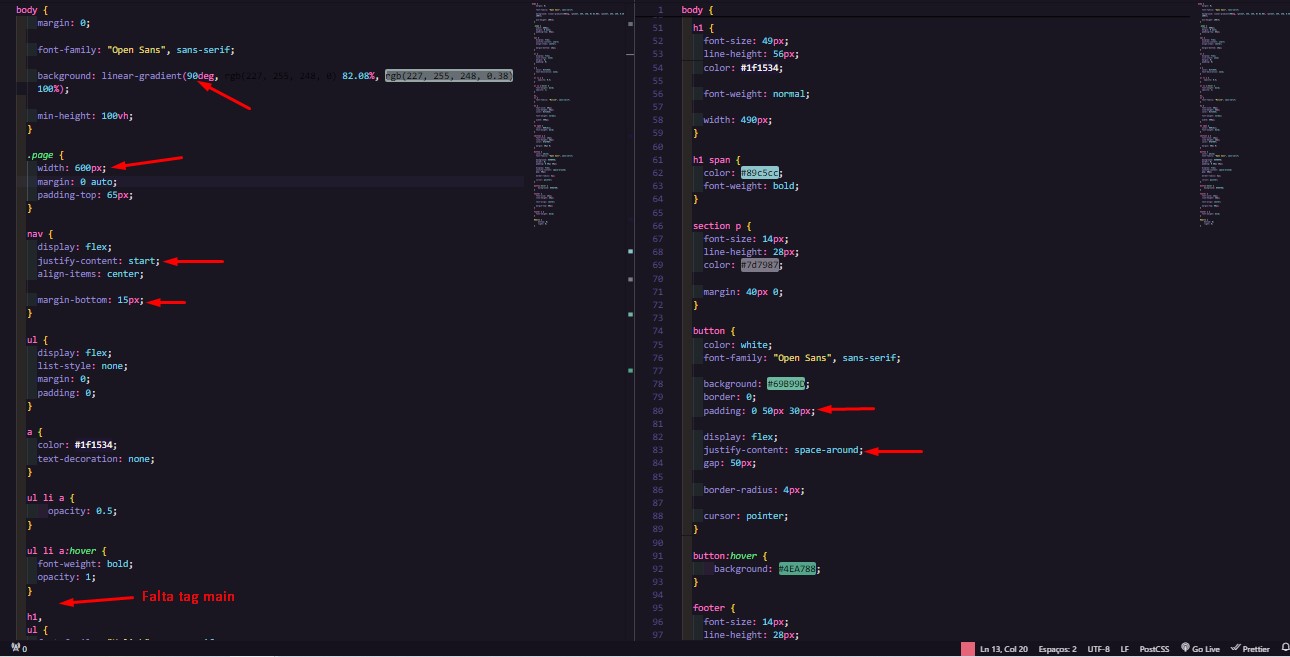 body {
margin: 0;
font-family: "Open Sans", sans-serif;
background: linear-gradient(90deg, rgb(227, 255, 248, 0) 82.08%, rgb(227, 255, 248, 0.38)
100%);
min-height: 100vh;
}
.page {
width: 600px;
margin: 0 auto;
padding-top: 65px;
}
nav {
display: flex;
justify-content: start;
align-items: center;
margin-bottom: 15px;
}
ul {
display: flex;
list-style: none;
margin: 0;
padding: 0;
}
a {
color: #1f1534;
text-decoration: none;
}
ul li a {
opacity: 0.5;
}
ul li a:hover {
font-weight: bold;
opacity: 1;
}
Falta tag main
h1,
ul {
1 body {
51 h1 {
52 font-size: 49px;
53 line-height: 56px;
54 color: #1f1534;
55
56 font-weight: normal;
57
58 width: 490px;
59 }
60
61 h1 span {
62 color: #89c5cc;
63 font-weight: bold;
64 }
65
66 section p {
67 font-size: 14px;
68 line-height: 28px;
69 color: #7d7987;
70
71 margin: 40px 0;
72 }
73
74 button {
75 color: white;
76 font-family: "Open Sans", sans-serif;
77
78 background: #69B99D;
79 border: 0;
80 padding: 0 50px 30px;
81
82 display: flex;
83 justify-content: space-around;
84 gap: 50px;
85
86 border-radius: 4px;
87
88 cursor: pointer;
89 }
90
91 button:hover {
92 background: #4EA788;
93 }
94
95 footer {
96 font-size: 14px;
97 line-height: 28px;
0 Ln 13, Col 20 Espaços: 2 UTF-8 LF PostCSS Go Live Prettier